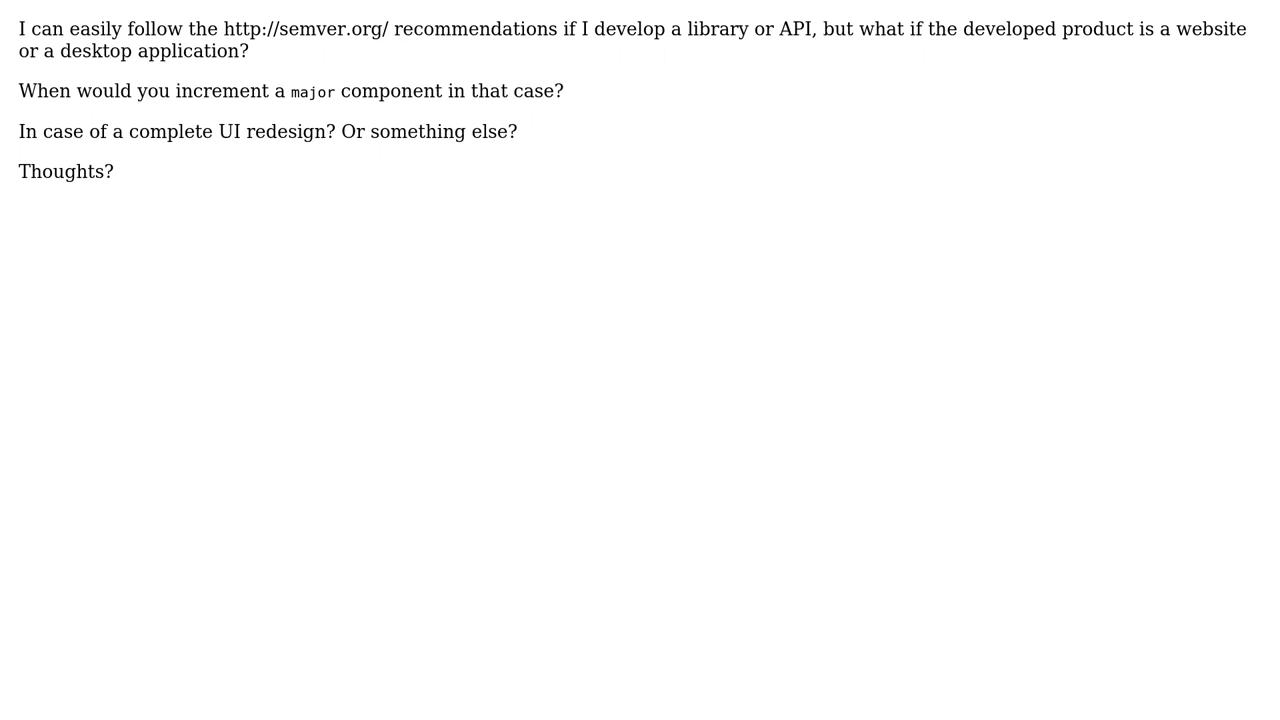 I can easily follow the http://semver.org/ recommendations if I develop a library or API, but what if the developed product is a website
or a desktop application?
When would you increment a major component in that case?
In case of a complete UI redesign? Or something else?
Thoughts?